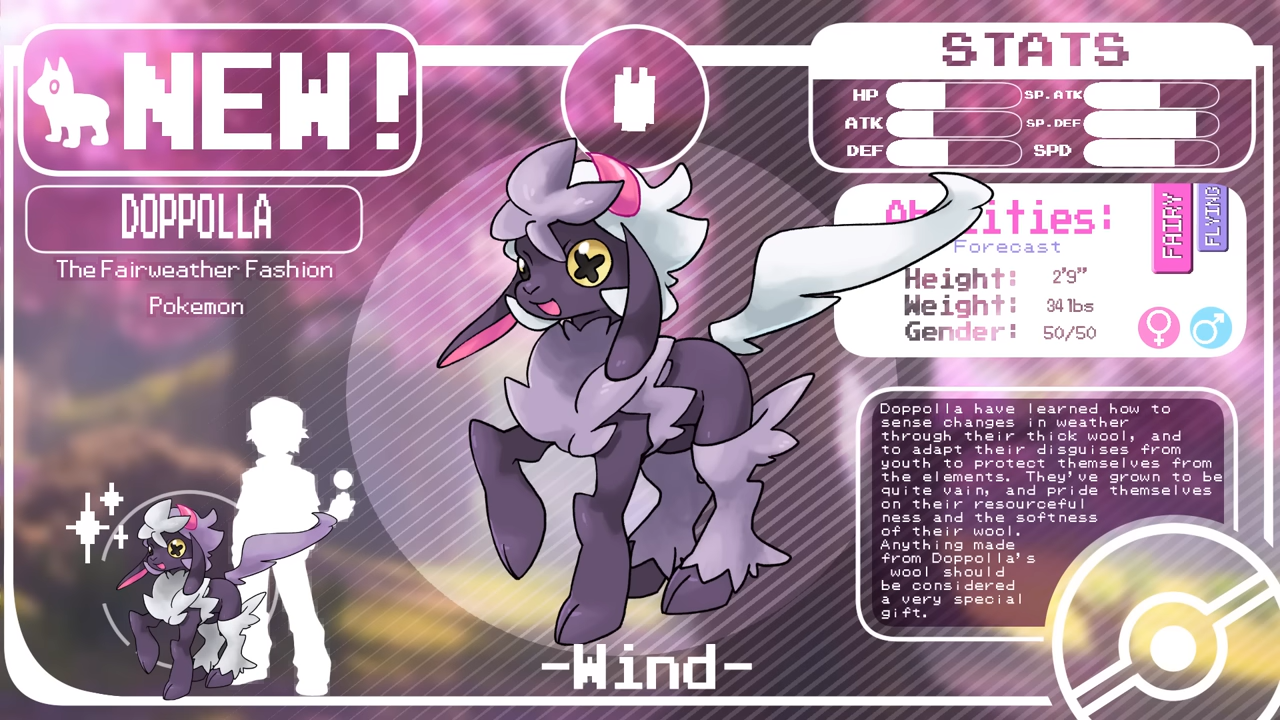 NEW!
DOPPOLLA
The Fairweather Fashion
Pokemon
STATS
HP
SP.ATK
ATK
SP.DEF
DEF
SPD
Abilities:
Forecast
FAIRY
FLYING
Height: 2'9"
Weight: 34 lbs
Gender: 50/50
Doppolla have learned how to
sense changes in weather
through their thick wool, and
to adapt their disguises from
youth to protect themselves from
the elements. They've grown to be
quite vain, and pride themselves
on their resourceful
ness and the softness
of their wool.
Anything made
from Doppolla's
wool should
be considered
a very special
gift.
-Wind-